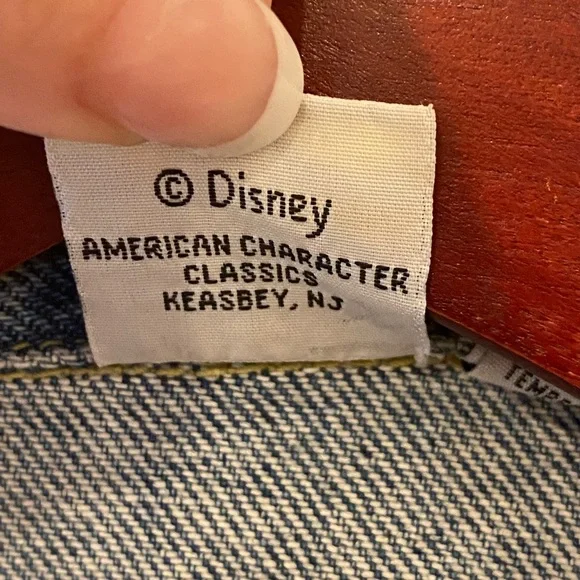 © Disney
AMERICAN CHARACTER
CLASSICS
KEASBEY, NJ